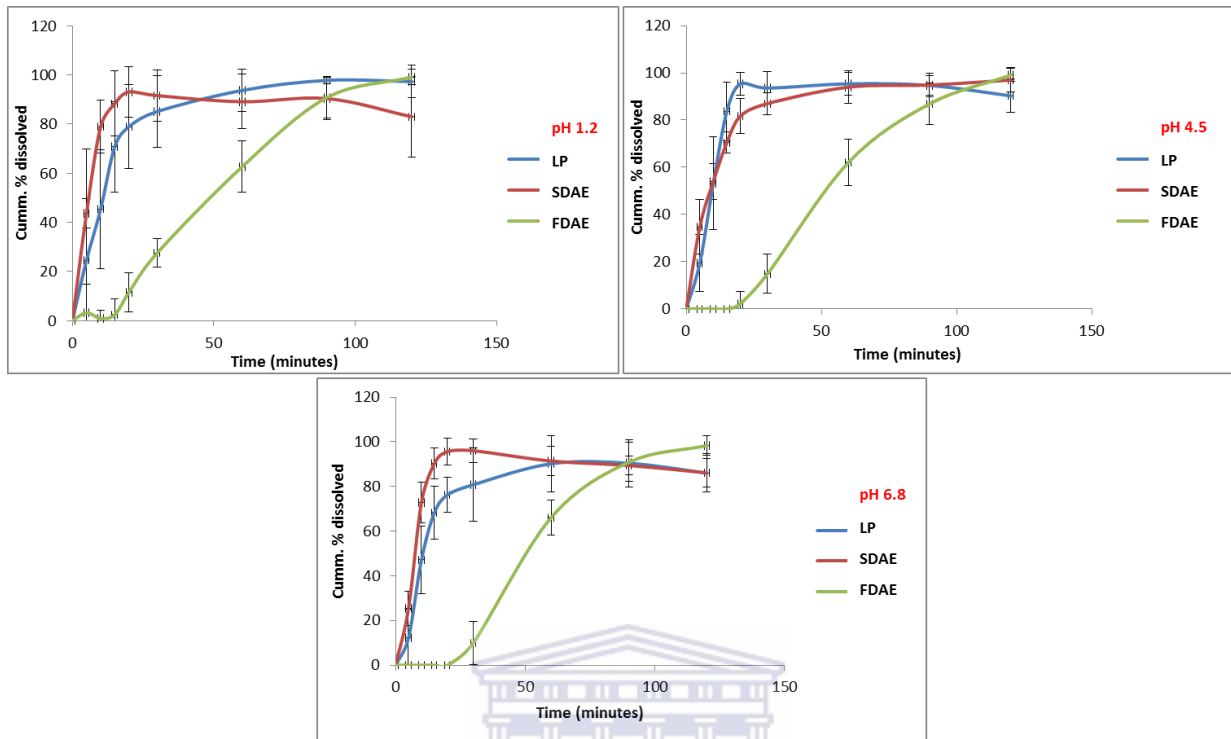 120
100
80
60
40
20
0
Cumm. % dissolved
0 50 100 150
Time (minutes)
pH 1.2
LP
SDAE
FDAE
120
100
80
60
40
20
0
Cumm. % dissolved
0 50 100 150
Time (minutes)
pH 4.5
LP
SDAE
FDAE
120
100
80
60
40
20
0
Cumm. % dissolved
0 50 100 150
Time (minutes)
pH 6.8
LP
SDAE
FDAE